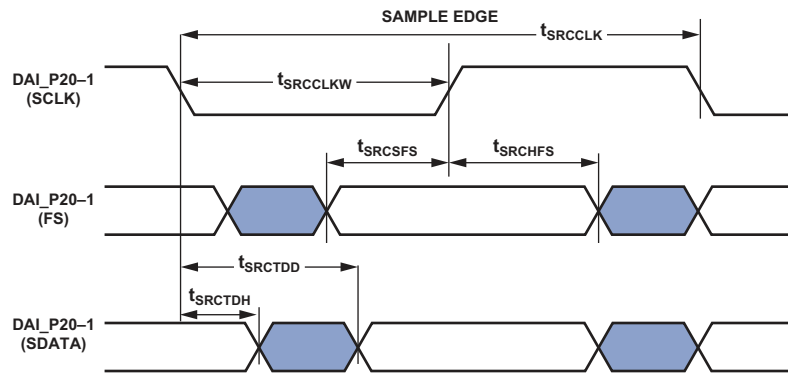 SAMPLE EDGE
tSRCCLK
DAI_P20–1
(SCLK)
tSRCCLKW
tSRCSFS
tSRCHFS
DAI_P20–1
(FS)
tSRCTDD
tSRCTDH
DAI_P20–1
(SDATA)